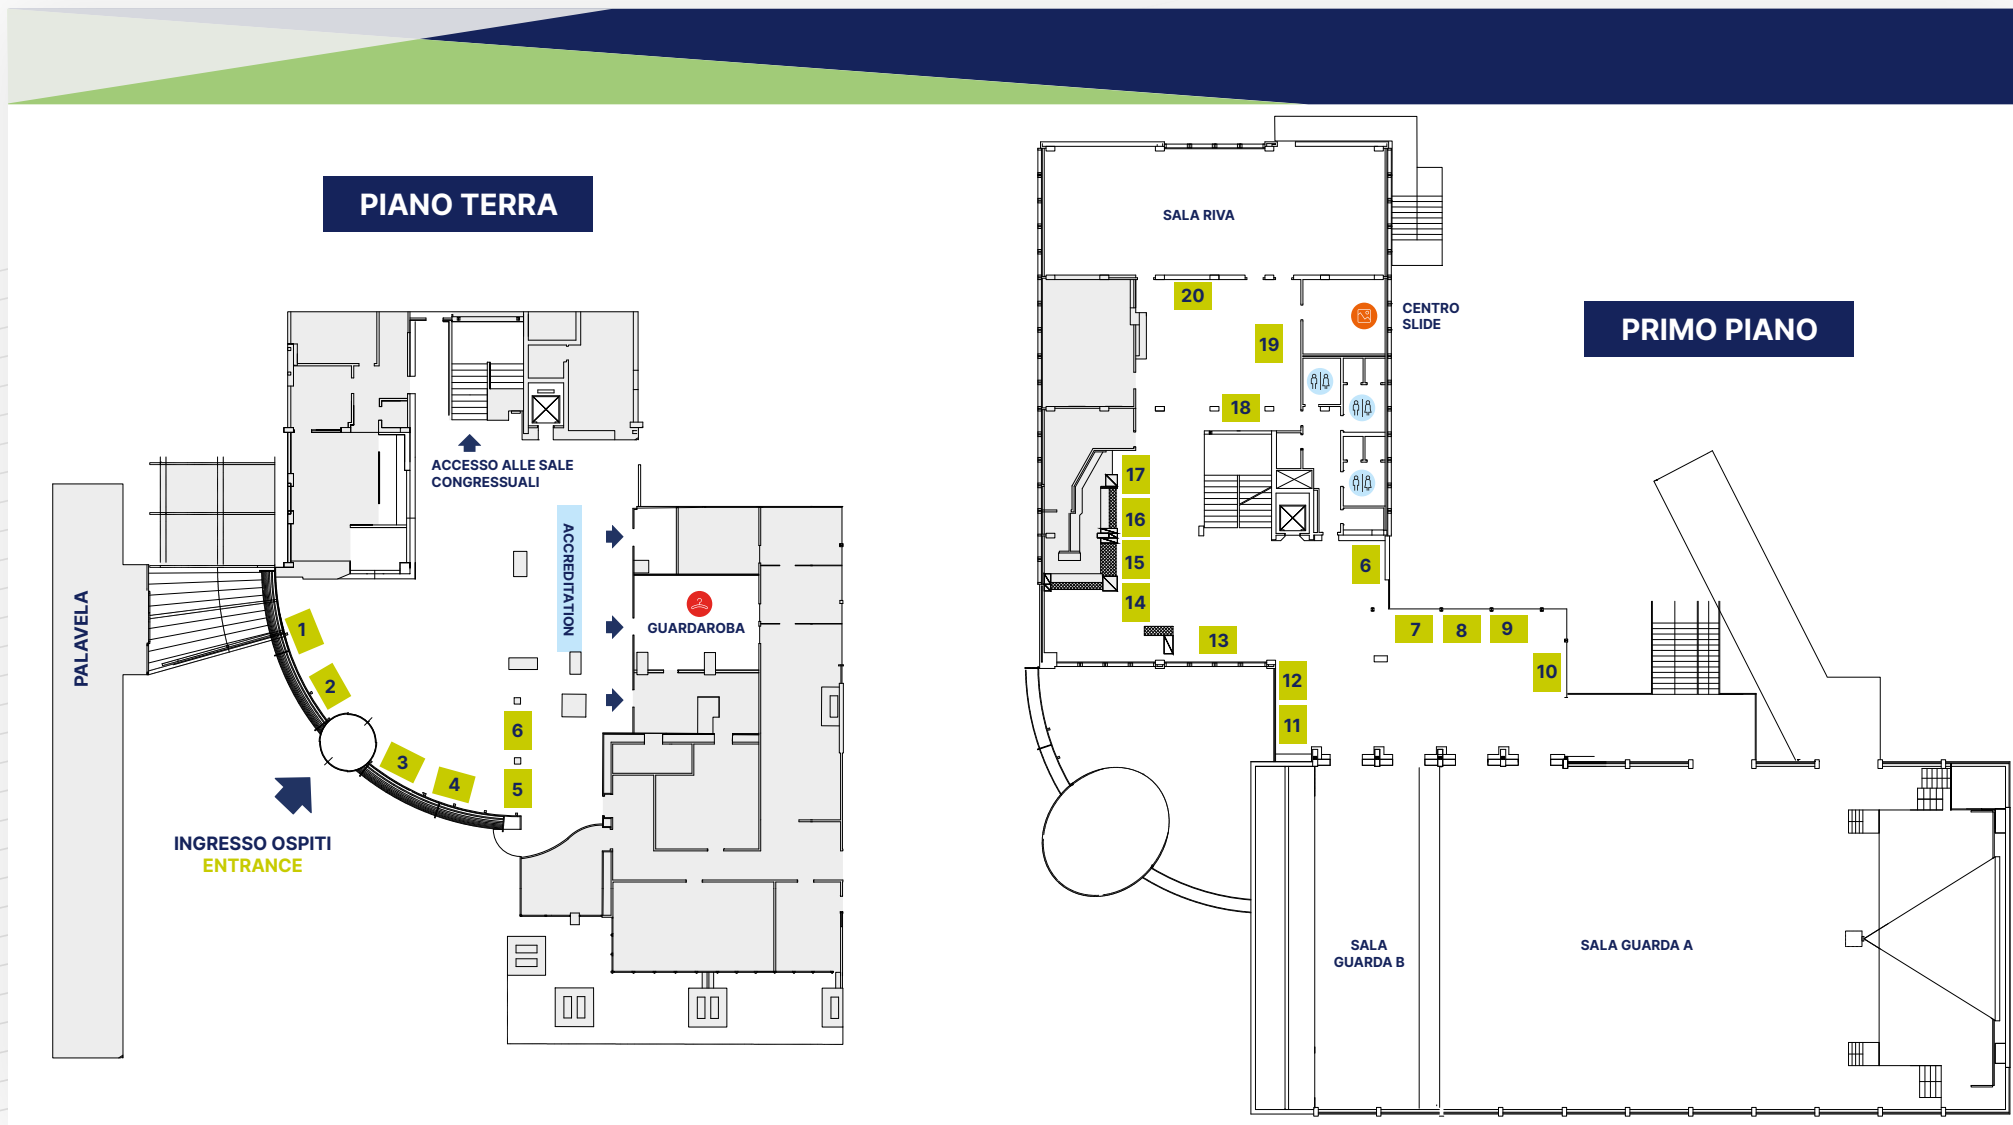 PIANO TERRA
ACCESSO ALLE SALE
CONGRESSUALI
ACCREDITATION
PALAVELA
GUARDAROBA
1
2
3
4
5
6
INGRESSO OSPITI
ENTRANCE
PRIMO PIANO
SALA RIVA
20
CENTRO
SLIDE
19
18
17
16
15
14
13
6
7
8
9
10
12
11
SALA
GUARDA B
SALA GUARDA A